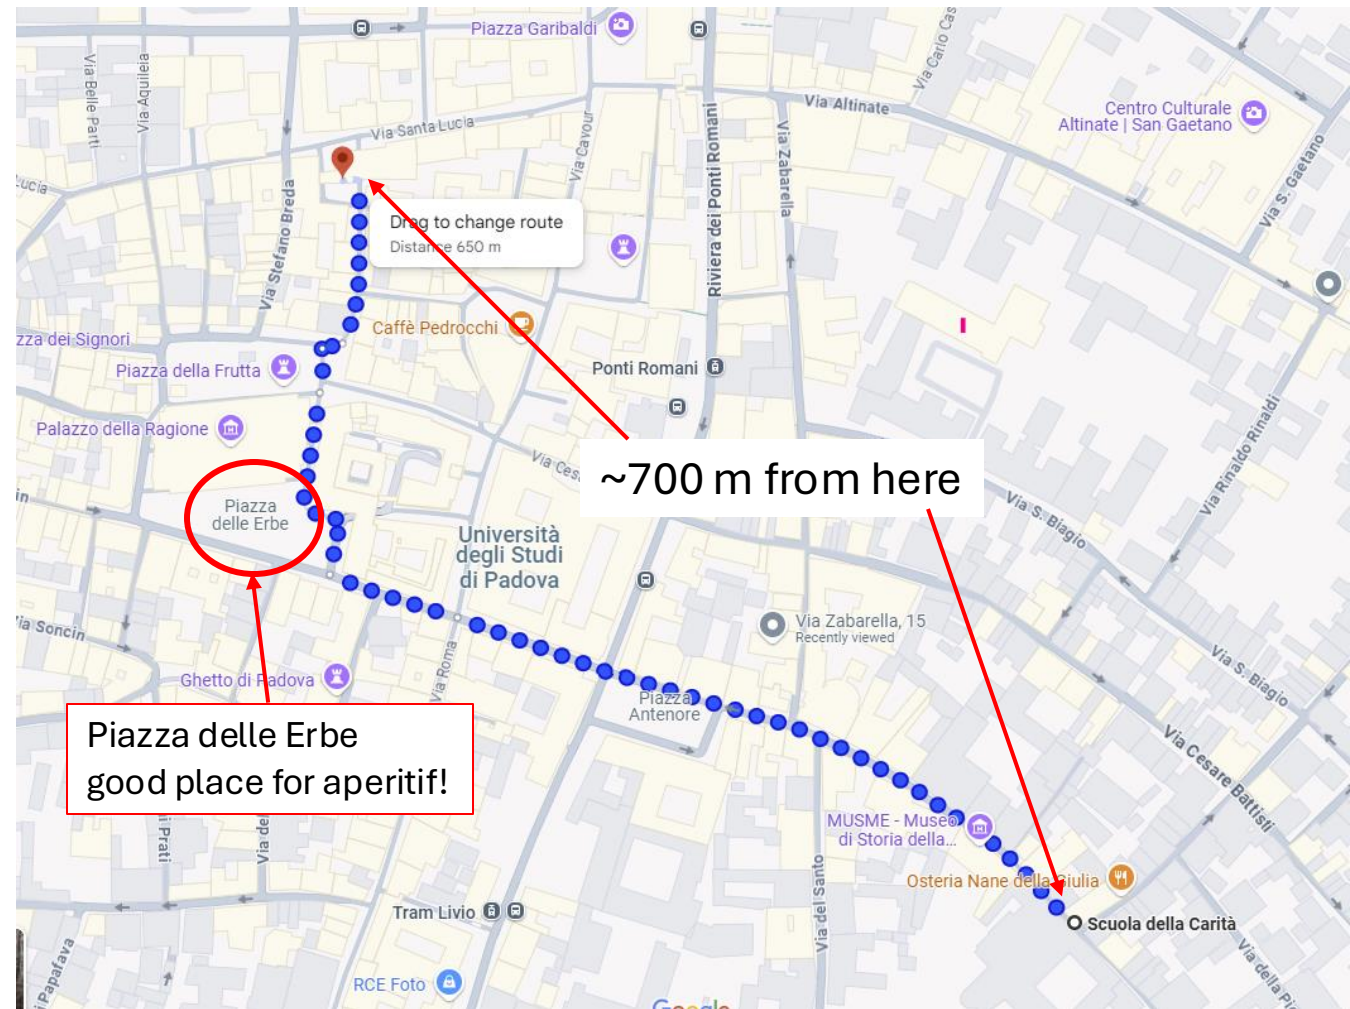 Piazza Garibaldi
Via Carlo Cas
Via Belle Parti
Via Aquileia
Via Altinate
Centro Culturale
Altinate | San Gaetano
Via Santa Lucia
Via Cavour
Riviera dei Ponti Romani
Via Zabarella
Via S. Gaetano
Lucia
Via Stefano Breda
Drag to change route
Distance 650 m
Caffè Pedrocchi
zza dei Signori
Piazza della Frutta
Ponti Romani
Palazzo della Ragione
Via Rinaldo Rinaldi
Via Ces
~700 m from here
in
Piazza
delle Erbe
Via S. Biagio
Università
degli Studi
di Padova
Via Zabarella, 15
Recently viewed
ia Soncin
Via Roma
Via S. Biagio
Ghetto di Padova
Piazza
Antenore
Piazza delle Erbe
good place for aperitif!
Via Cesare Battisti
MUSME - Museo
di Storia della...
i Prati
Via de
Via del Santo
Osteria Nane della Giulia
Tram Livio
Scuola della Carità
i Papafava
RCE Foto
Via della Pi
Google